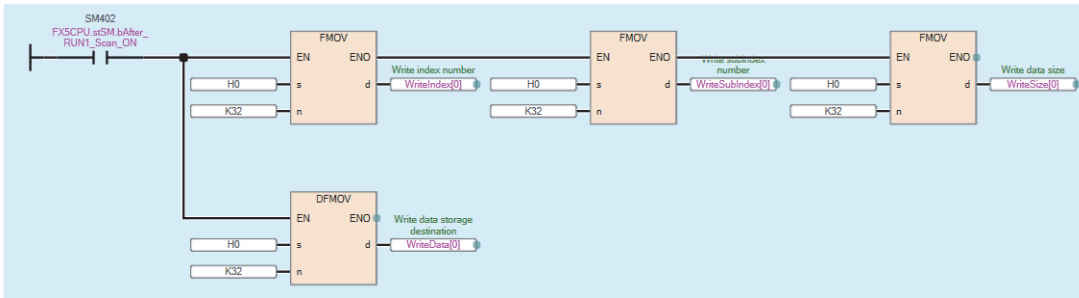 SM402
FX5CPU.stSM.bAfter_
RUN1_Scan_ON
FMOV
EN
ENO
Write index number
H0
s
d
WriteIndex[0]
K32
n
FMOV
EN
ENO
Write subindex
number
H0
s
d
WriteSubIndex[0]
K32
n
FMOV
EN
ENO
Write data size
H0
s
d
WriteSize[0]
K32
n
DFMOV
EN
ENO
Write data storage
destination
H0
s
d
WriteData[0]
K32
n